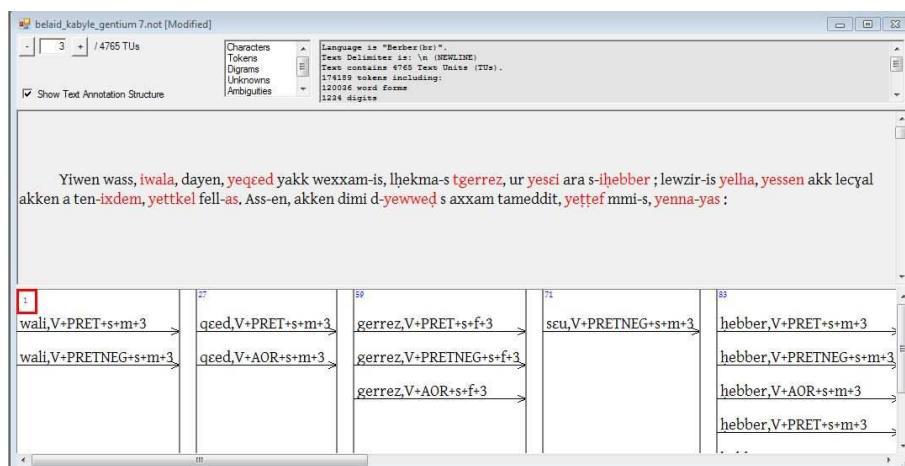 belaid_kabyle_gentium 7.not [Modified]
- 3 + / 4765 TUs
Show Text Annotation Structure
Characters
Tokens
Digrams
Unknowns
Ambiguities
Language is "Berber(br)".
Text Delimiter is: \n (NEWLINE)
Text contains 4765 Text Units (TUs).
174189 tokens including:
120036 word forms
1234 digits
Yiwen wass, iwala, dayen, yeqɛed yakk wexxam-is, lḥekma-s tgerrez, ur yesɛi ara s-iḥebber ; lewzir-is yelha, yessen akk lecɣal
akken a ten-ixdem, yettkel fell-as. Ass-en, akken dimi d-yewweḍ s axxam tameddit, yeṭṭef mmi-s, yenna-yas :
1 27 59 71 83
wali,V+PRET+s+m+3 qɛed,V+PRET+s+m+3 gerrez,V+PRET+s+f+3 sɛu,V+PRETNEG+s+m+3 ḥebber,V+PRET+s+m+3
wali,V+PRETNEG+s+m+3 qɛed,V+AOR+s+m+3 gerrez,V+PRETNEG+s+f+3 ḥebber,V+PRETNEG+s+m+3
gerrez,V+AOR+s+f+3 ḥebber,V+AOR+s+m+3
ḥebber,V+PRET+s+m+3